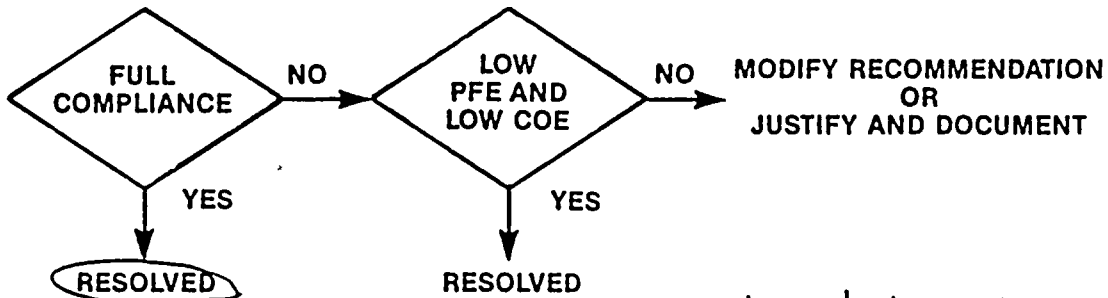 FULL
COMPLIANCE
NO
LOW
PFE AND
LOW COE
NO
MODIFY RECOMMENDATION
OR
JUSTIFY AND DOCUMENT
YES
YES
RESOLVED
RESOLVED